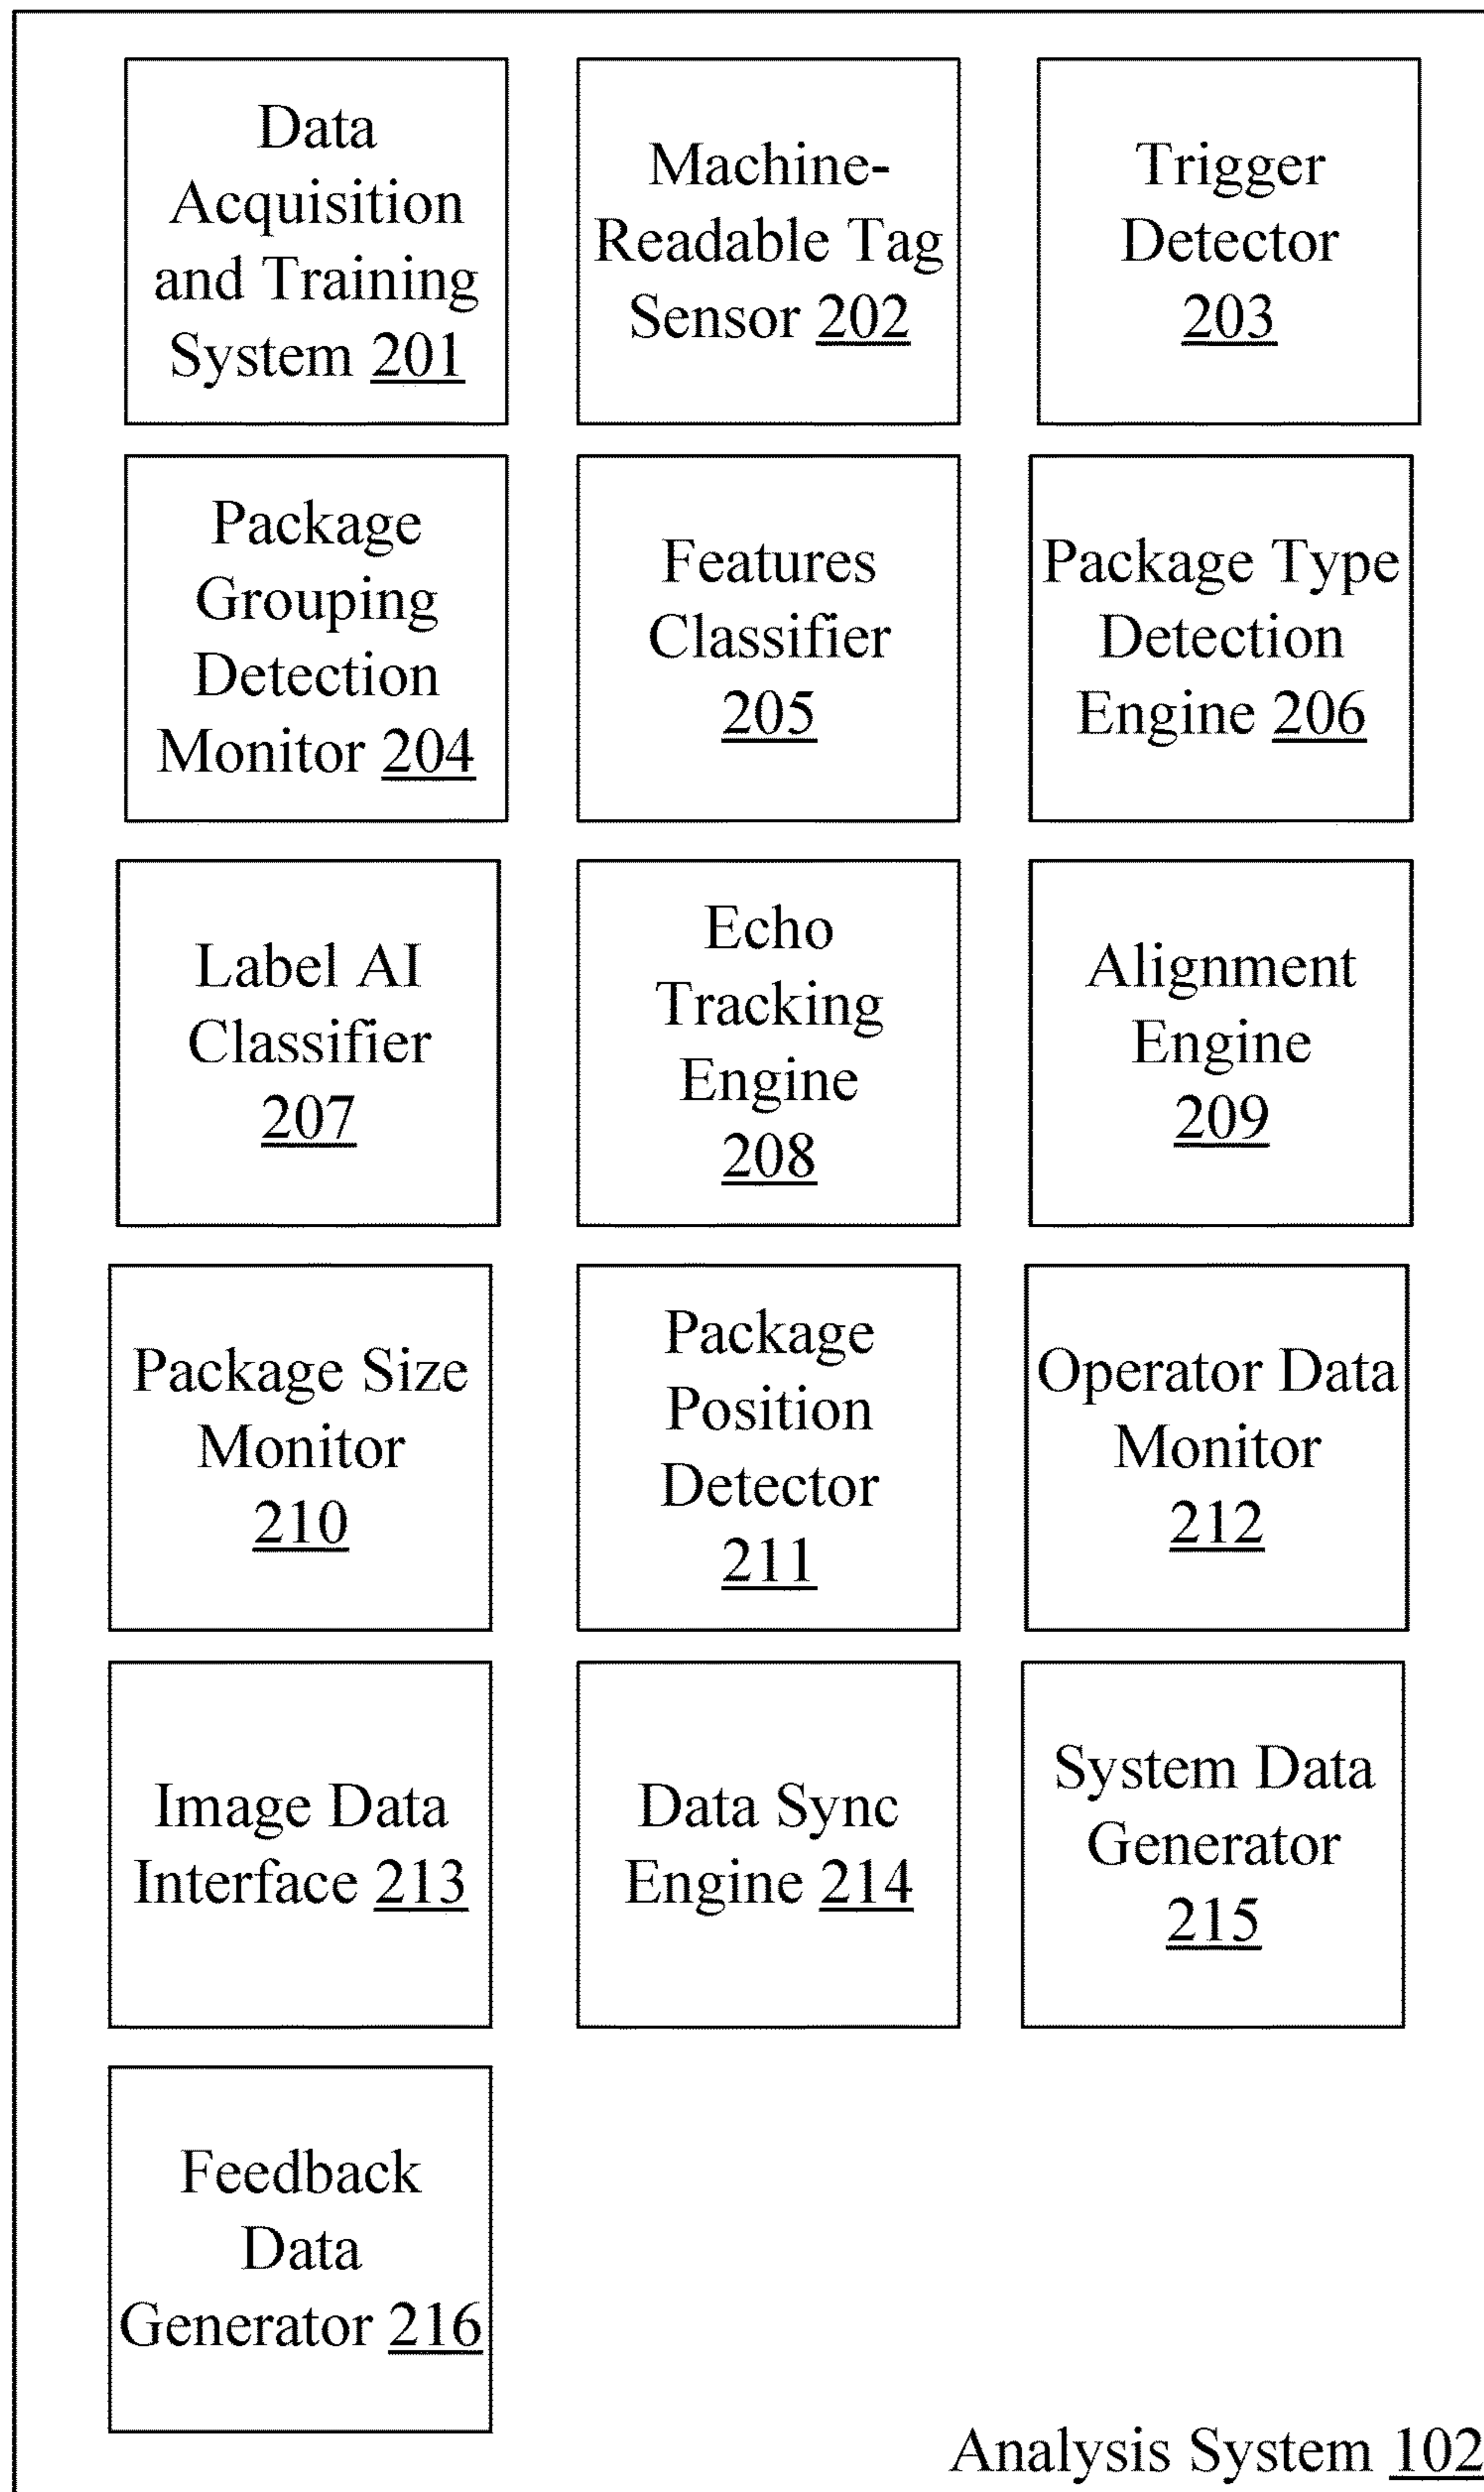 Data
Acquisition
and Training
System 201
Machine-
Readable Tag
Sensor 202
Trigger
Detector
203
Package
Grouping
Detection
Monitor 204
Features
Classifier
205
Package Type
Detection
Engine 206
Label AI
Classifier
207
Echo
Tracking
Engine
208
Alignment
Engine
209
Package Size
Monitor
210
Package
Position
Detector
211
Operator Data
Monitor
212
Image Data
Interface 213
Data Sync
Engine 214
System Data
Generator
215
Feedback
Data
Generator 216
Analysis System 102